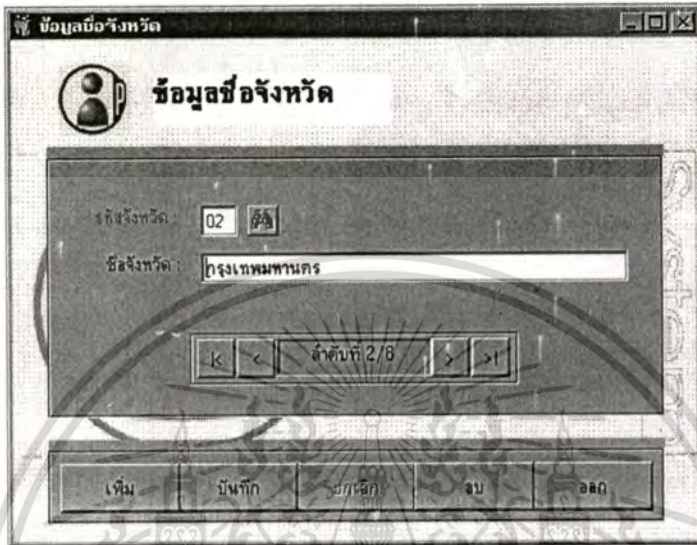 ข้อมูลชื่อจังหวัด
ข้อมูลชื่อจังหวัด
รหัสจังหวัด : 02
ชื่อจังหวัด : กรุงเทพมหานคร
|< < ลำดับที่ 2/8 > >|
เพิ่ม บันทึก ยกเลิก ลบ ออก